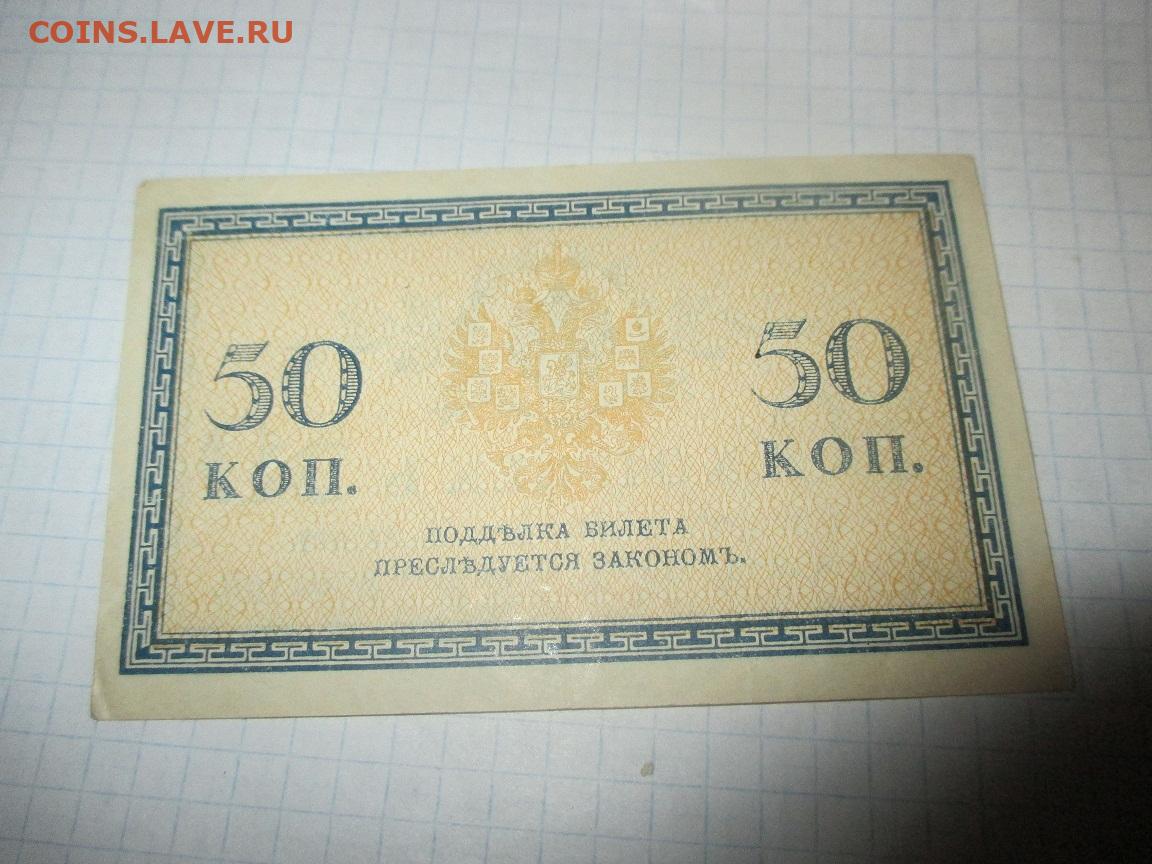 COINS.LAVE.RU
50 50
КОП. КОП.
ПОДДѢЛКА БИЛЕТА
ПРЕСЛѢДУЕТСЯ ЗАКОНОМЪ.